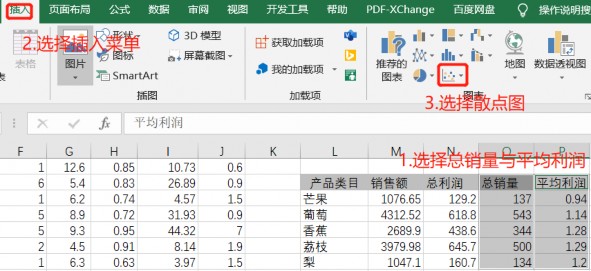 插入 页面布局 公式 数据 审阅 视图 开发工具 帮助 PDF-XChange 百度网盘 操作说明搜
2.选择插入菜单
表格 图片 形状 图标 SmartArt 3D 模型 屏幕截图 获取加载项 我的加载项 推荐的图表 地图 数据透视图
插图 加载项 图表
3.选择散点图
fx 平均利润
1.选择总销量与平均利润
F G H I J K L M N O P
1 12.6 0.85 10.73 0.6
6 5.4 0.83 26.89 0.9 产品类目 销售额 总利润 总销量 平均利润
1 6.2 0.74 4.57 1.5 芒果 1076.65 129.2 137 0.94
5 8.9 0.72 31.93 0.9 葡萄 4312.52 618.8 543 1.14
5 9.3 0.95 44.32 7 香蕉 2689.9 438.6 344 1.28
2 4.5 0.91 8.14 1.9 荔枝 3979.98 645.7 500 1.29
1 6.3 0.63 3.97 1.5 梨 1047.1 160.7 134 1.2